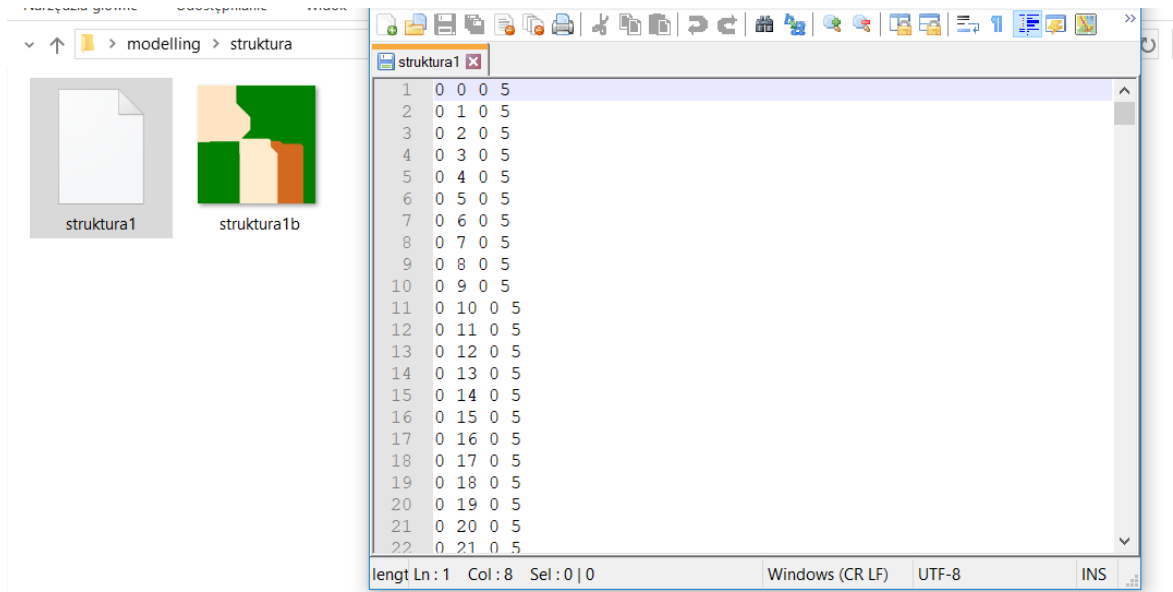 modelling > struktura
struktura1
struktura1b
struktura1
1 0 0 0 5
2 0 1 0 5
3 0 2 0 5
4 0 3 0 5
5 0 4 0 5
6 0 5 0 5
7 0 6 0 5
8 0 7 0 5
9 0 8 0 5
10 0 9 0 5
11 0 10 0 5
12 0 11 0 5
13 0 12 0 5
14 0 13 0 5
15 0 14 0 5
16 0 15 0 5
17 0 16 0 5
18 0 17 0 5
19 0 18 0 5
20 0 19 0 5
21 0 20 0 5
22 0 21 0 5
lengt Ln : 1 Col : 8 Sel : 0 | 0 Windows (CR LF) UTF-8 INS